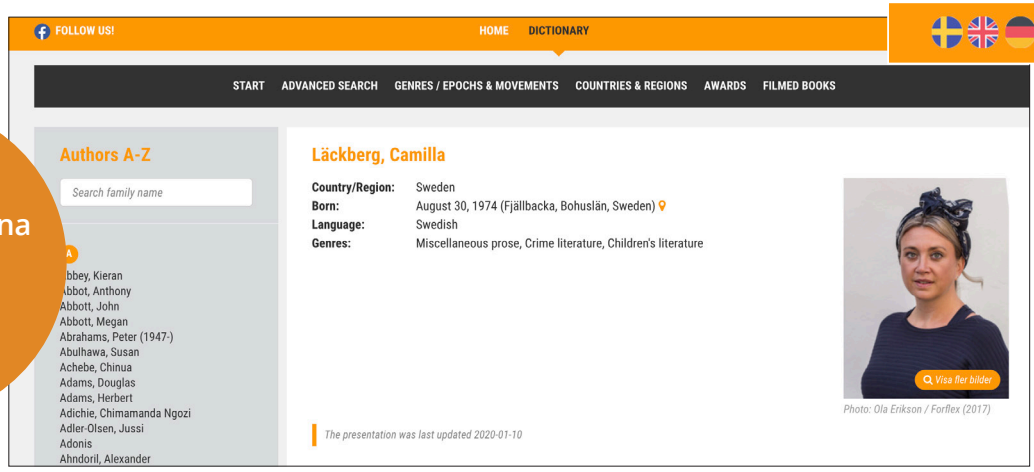 FOLLOW US!
HOME DICTIONARY
START ADVANCED SEARCH GENRES / EPOCHS & MOVEMENTS COUNTRIES & REGIONS AWARDS FILMED BOOKS
Authors A-Z
Search family name
na
A
bbey, Kieran
bbot, Anthony
Abbott, John
Abbott, Megan
Abrahams, Peter (1947-)
Abulhawa, Susan
Achebe, Chinua
Adams, Douglas
Adams, Herbert
Adichie, Chimamanda Ngozi
Adler-Olsen, Jussi
Adonis
Ahndoril, Alexander
Läckberg, Camilla
Country/Region: Sweden
Born: August 30, 1974 (Fjällbacka, Bohuslän, Sweden)
Language: Swedish
Genres: Miscellaneous prose, Crime literature, Children's literature
Visa fler bilder
Photo: Ola Erikson / Forflex (2017)
The presentation was last updated 2020-01-10